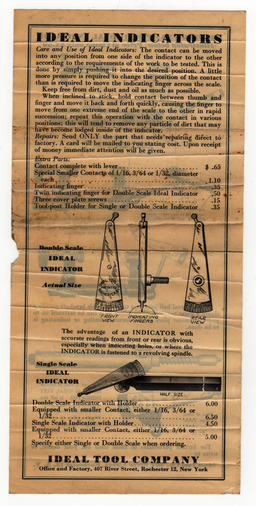 IDEAL INDICATORS
Care and Use of Ideal Indicators: The contact can be moved
into any position from one side of the indicator to the other
according to the requirements of the work to be tested. This is
done by simply pushing it into the desired position. A little
more pressure is required to change the position of the contact
than is required to move the indicating finger across the scale.
Keep free from dirt, dust and oil as much as possible.
When indexed to stick, hold contact between thumb and
finger and move it back and forth quickly, causing the finger to
move from one extreme end of the scale to the other in rapid
succession; repeat this operation with the contact in various
positions; this will tend to remove any particle of dirt that may
have become lodged inside of the indicator.
Repairs: Send ONLY the part that needs repairing direct to
factory. A card will be mailed to you stating cost. Upon receipt
of money immediate attention will be given.
Extra Parts:
Contact complete with lever $ .65
Special Smaller Contacts of 1/16, 3/64 or 1/32, diameter
each 1.10
Indicating finger .35
Twin indicating finger for Double Scale Ideal Indicator .50
Three cover plate screws .15
Toolpost Holder for Single or Double Scale Indicator .35
Double Scale
IDEAL
INDICATOR
Actual Size
FRONT VIEW
INDICATING FINGERS
REAR VIEW
The advantage of an INDICATOR with
accurate readings from front or rear is obvious,
especially when indicating holes, or where the
INDICATOR is fastened to a revolving spindle.
Single Scale
IDEAL
INDICATOR
HALF SIZE
Double Scale Indicator with Holder 6.00
Equipped with smaller Contact, either 1/16, 3/64 or
1/32 6.50
Single Scale Indicator with Holder 4.50
Equipped with smaller Contact, either 1/16, 3/64 or
1/32 5.00
Specify either Single or Double Scale when ordering.
IDEAL TOOL COMPANY
Office and Factory, 407 River Street, Rochester 12, New York